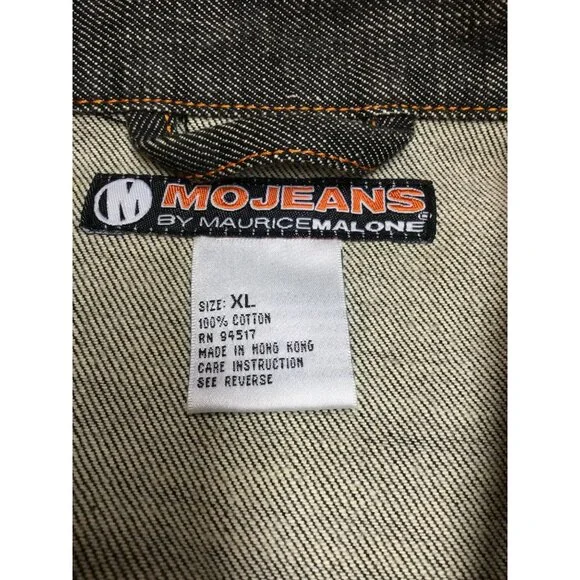 M MOJEANS
BY MAURICEMALONE
SIZE: XL
100% COTTON
RN 94517
MADE IN HONG KONG
CARE INSTRUCTION
SEE REVERSE